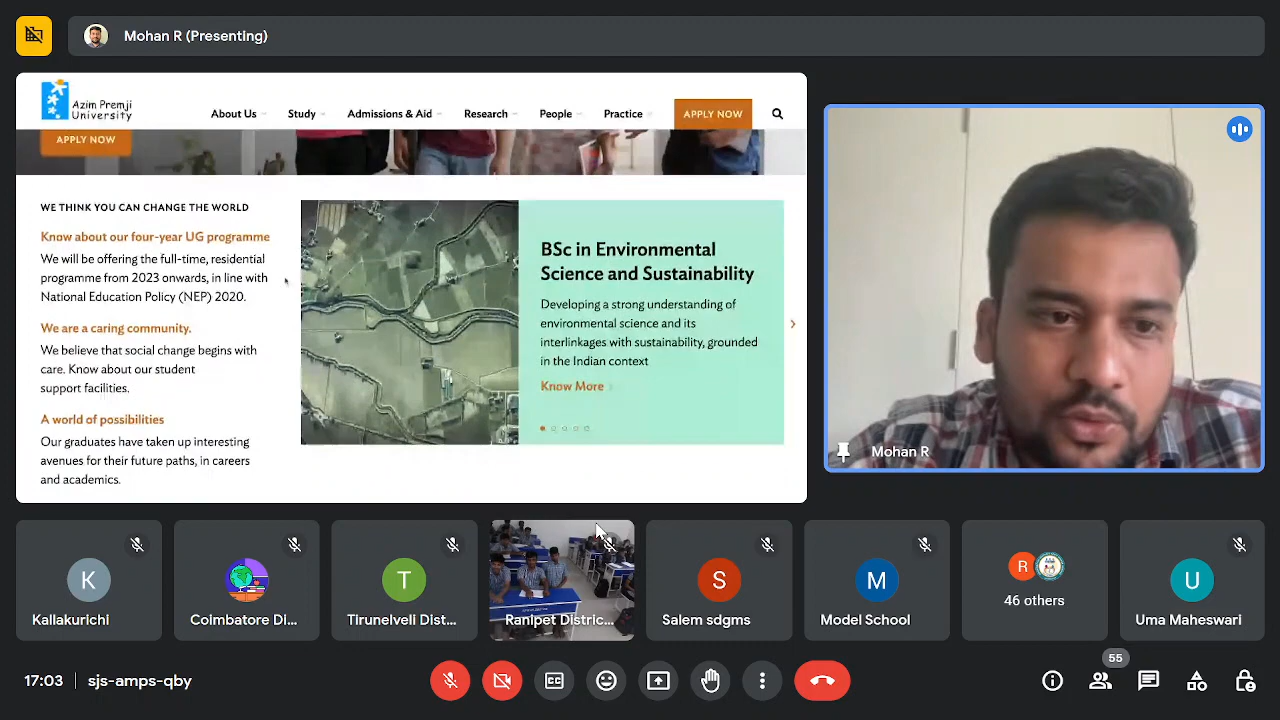 Mohan R (Presenting)
Azim Premji
University
About Us
Study
Admissions & Aid
Research
People
Practice
APPLY NOW
APPLY NOW
WE THINK YOU CAN CHANGE THE WORLD
Know about our four-year UG programme
We will be offering the full-time, residential
programme from 2023 onwards, in line with
National Education Policy (NEP) 2020.
We are a caring community.
We believe that social change begins with
care. Know about our student
support facilities.
A world of possibilities
Our graduates have taken up interesting
avenues for their future paths, in careers
and academics.
BSc in Environmental
Science and Sustainability
Developing a strong understanding of
environmental science and its
interlinkages with sustainability, grounded
in the Indian context
Know More
Mohan R
K
Kallakurichi
Coimbatore Di...
T
Tirunelveli Dist...
Ranipet Distric...
S
Salem sdgms
M
Model School
R
46 others
U
Uma Maheswari
17:03 | sjs-amps-qby
55